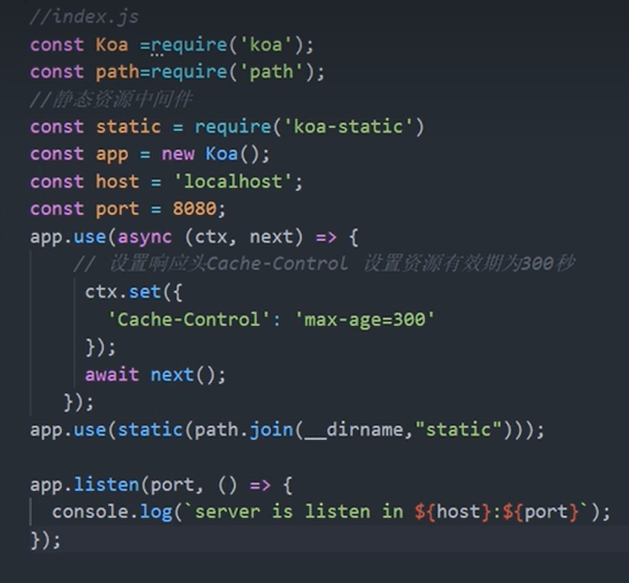 //index.js
const Koa =require('koa');
const path=require('path');
//静态资源中间件
const static = require('koa-static')
const app = new Koa();
const host = 'localhost';
const port = 8080;
app.use(async (ctx, next) => {
// 设置响应头Cache-Control 设置资源有效期为300秒
ctx.set({
'Cache-Control': 'max-age=300'
});
await next();
});
app.use(static(path.join(__dirname,"static")));
app.listen(port, () => {
console.log(`server is listen in ${host}:${port}`);
});